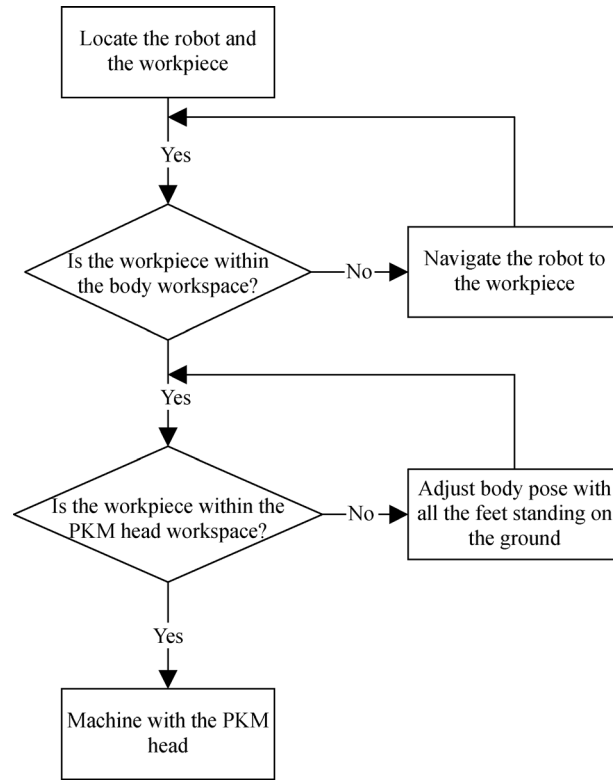 Locate the robot and
the workpiece
Yes
Is the workpiece within
the body workspace?
No
Navigate the robot to
the workpiece
Yes
Is the workpiece within the
PKM head workspace?
No
Adjust body pose with
all the feet standing on
the ground
Yes
Machine with the PKM
head